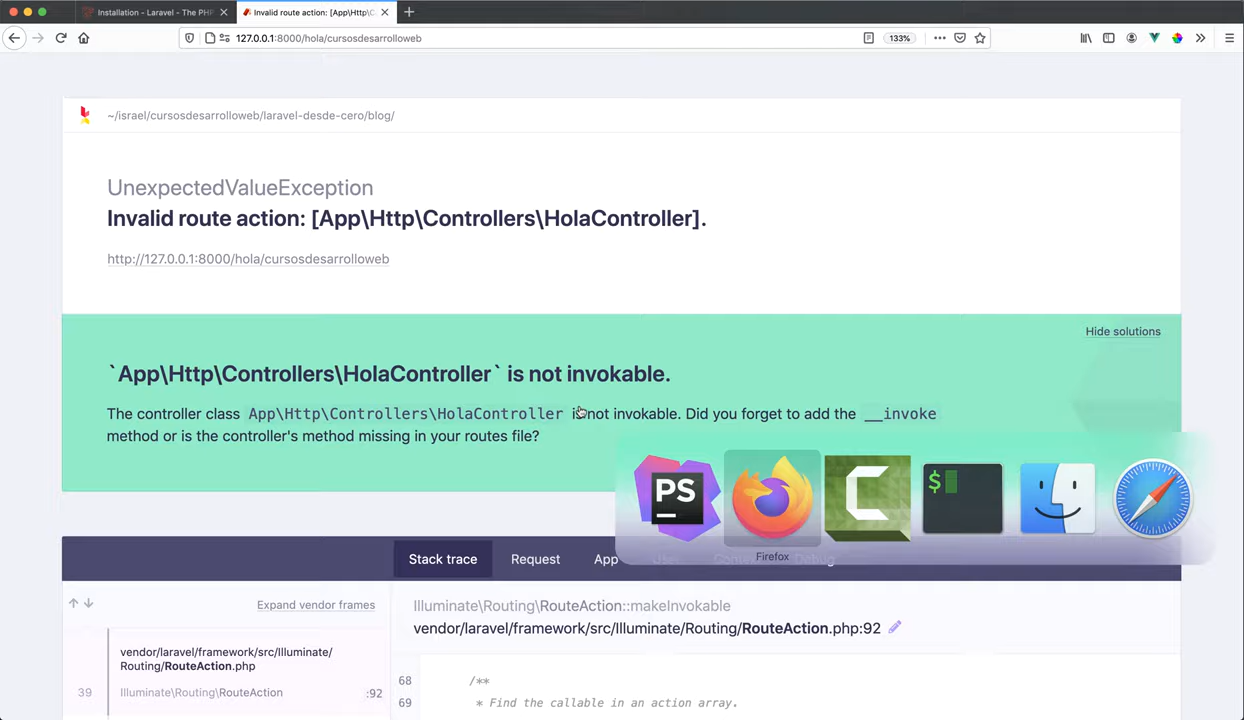 Installation - Laravel - The PHP
Invalid route action: [App\Http\C
127.0.0.1:8000/hola/cursosdesarrolloweb
133%
~/israel/cursosdesarrolloweb/laravel-desde-cero/blog/
UnexpectedValueException
Invalid route action: [App\Http\Controllers\HolaController].
http://127.0.0.1:8000/hola/cursosdesarrolloweb
Hide solutions
`App\Http\Controllers\HolaController` is not invokable.
The controller class App\Http\Controllers\HolaController is not invokable. Did you forget to add the __invoke
method or is the controller's method missing in your routes file?
PS
C
$
Firefox
Stack trace
Request
App
Debug
Expand vendor frames
Illuminate\Routing\RouteAction::makeInvokable
vendor/laravel/framework/src/Illuminate/Routing/RouteAction.php:92
vendor/laravel/framework/src/Illuminate/
Routing/RouteAction.php
39
Illuminate\Routing\RouteAction
:92
68 /**
69 * Find the callable in an action array.